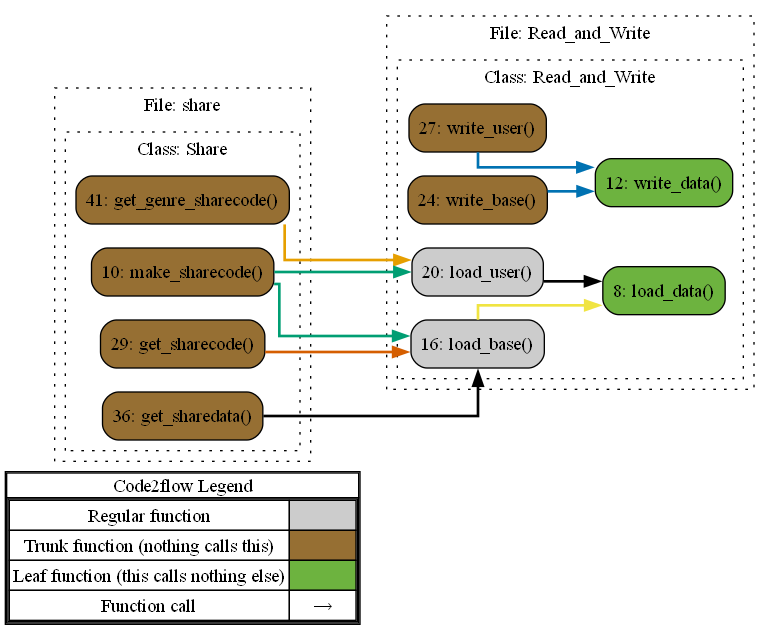 File: Read_and_Write
Class: Read_and_Write
27: write_user()
24: write_base()
12: write_data()
20: load_user()
8: load_data()
16: load_base()
File: share
Class: Share
41: get_genre_sharecode()
10: make_sharecode()
29: get_sharecode()
36: get_sharedata()
Code2flow Legend
Regular function
Trunk function (nothing calls this)
Leaf function (this calls nothing else)
Function call →